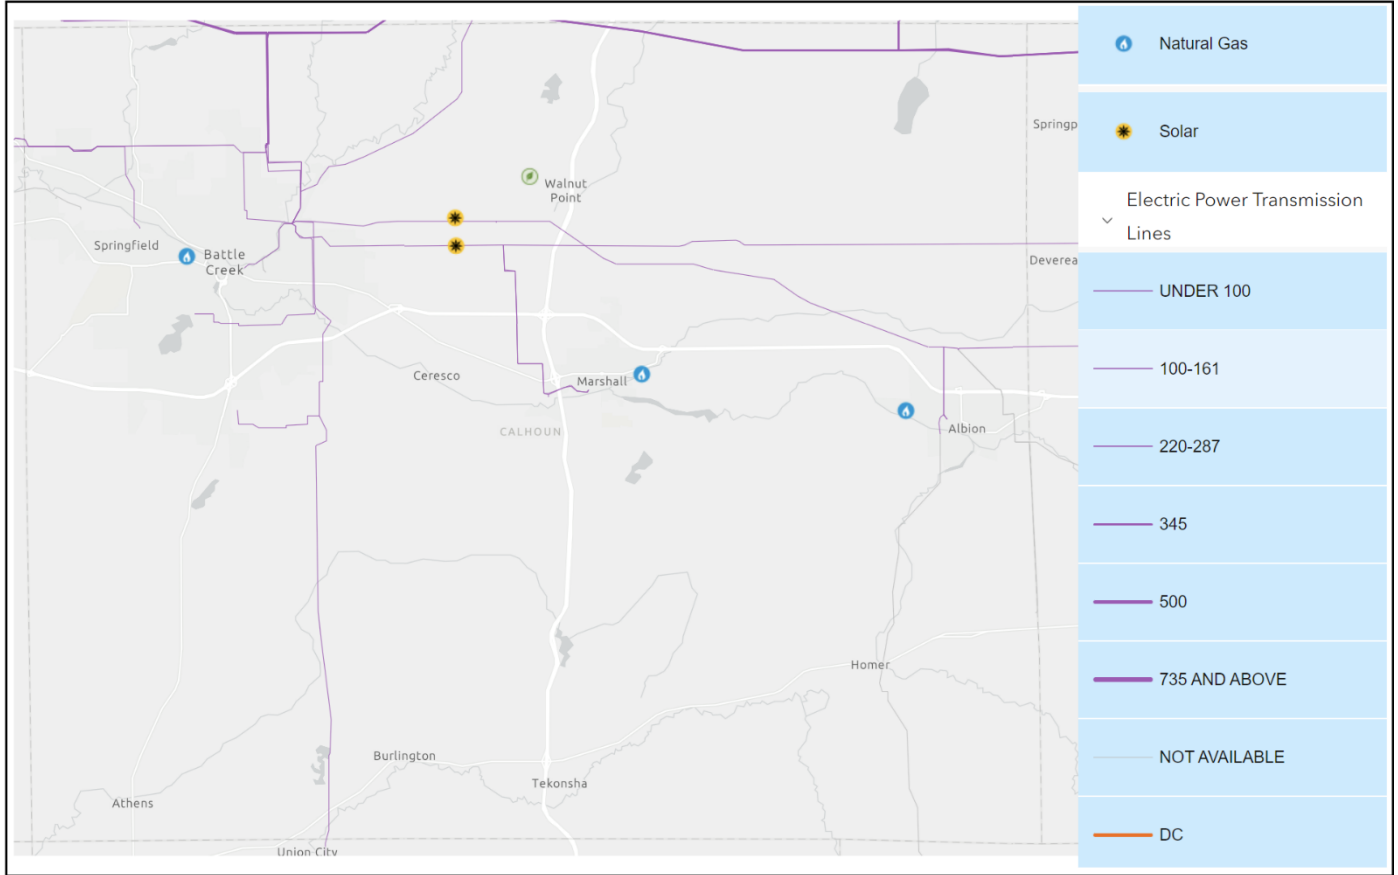 Natural Gas
Solar
Electric Power Transmission
Lines
UNDER 100
100-161
220-287
345
500
735 AND ABOVE
NOT AVAILABLE
DC
Springp
Walnut
Point
Springfield
Battle
Creek
Deverea
Ceresco
Marshall
CALHOUN
Albion
Homer
Burlington
Tekonsha
Athens
Union City